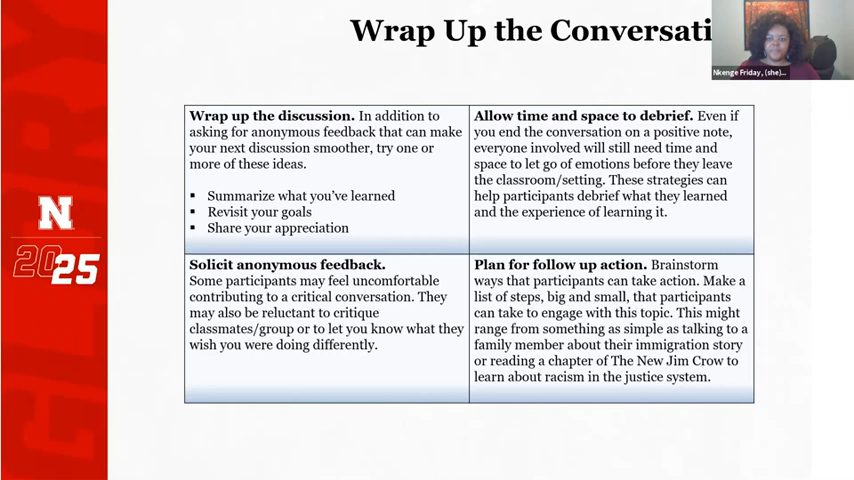 Wrap Up the Conversati
Nkenge Friday, (she)...
Wrap up the discussion. In addition to
asking for anonymous feedback that can make
your next discussion smoother, try one or
more of these ideas.
▪ Summarize what you've learned
▪ Revisit your goals
▪ Share your appreciation
Allow time and space to debrief. Even if
you end the conversation on a positive note,
everyone involved will still need time and
space to let go of emotions before they leave
the classroom/setting. These strategies can
help participants debrief what they learned
and the experience of learning it.
Solicit anonymous feedback.
Some participants may feel uncomfortable
contributing to a critical conversation. They
may also be reluctant to critique
classmates/group or to let you know what they
wish you were doing differently.
Plan for follow up action. Brainstorm
ways that participants can take action. Make a
list of steps, big and small, that participants
can take to engage with this topic. This might
range from something as simple as talking to a
family member about their immigration story
or reading a chapter of The New Jim Crow to
learn about racism in the justice system.
GLORY
N
2025